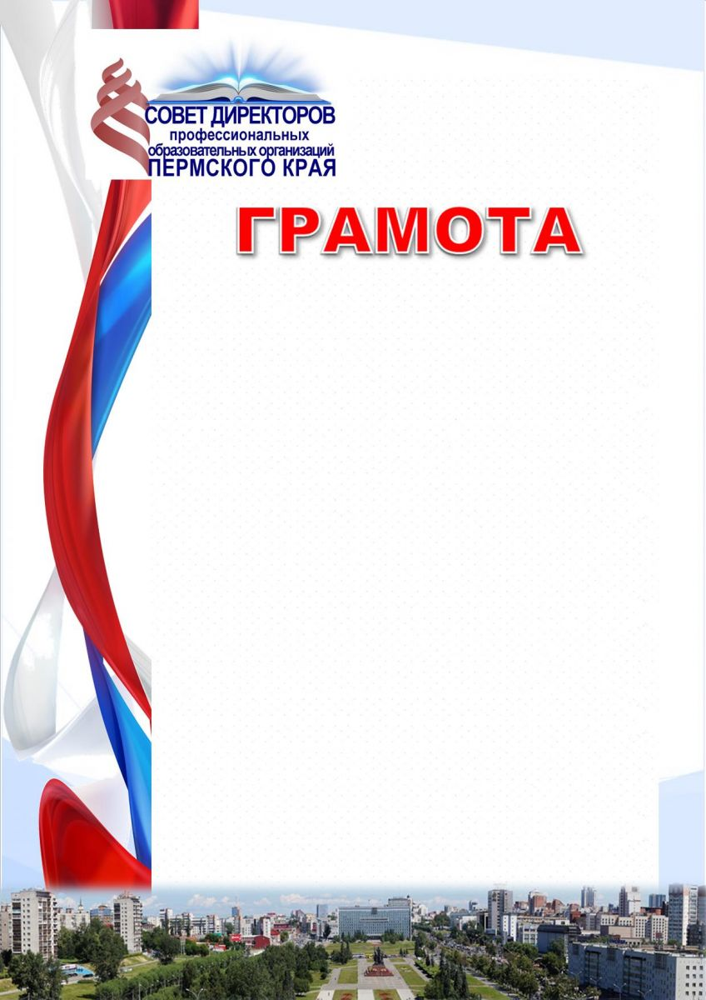 СОВЕТ ДИРЕКТОРОВ
профессиональных
образовательных организаций
ПЕРМСКОГО КРАЯ
ГРАМОТА